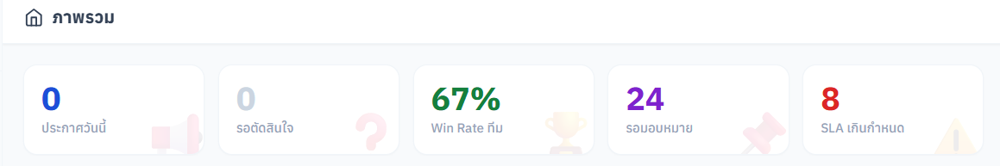 ภาพรวม
0
ประกาศวันนี้
0
รอตัดสินใจ
67%
Win Rate ทีม
24
รอมอบหมาย
8
SLA เกินกำหนด